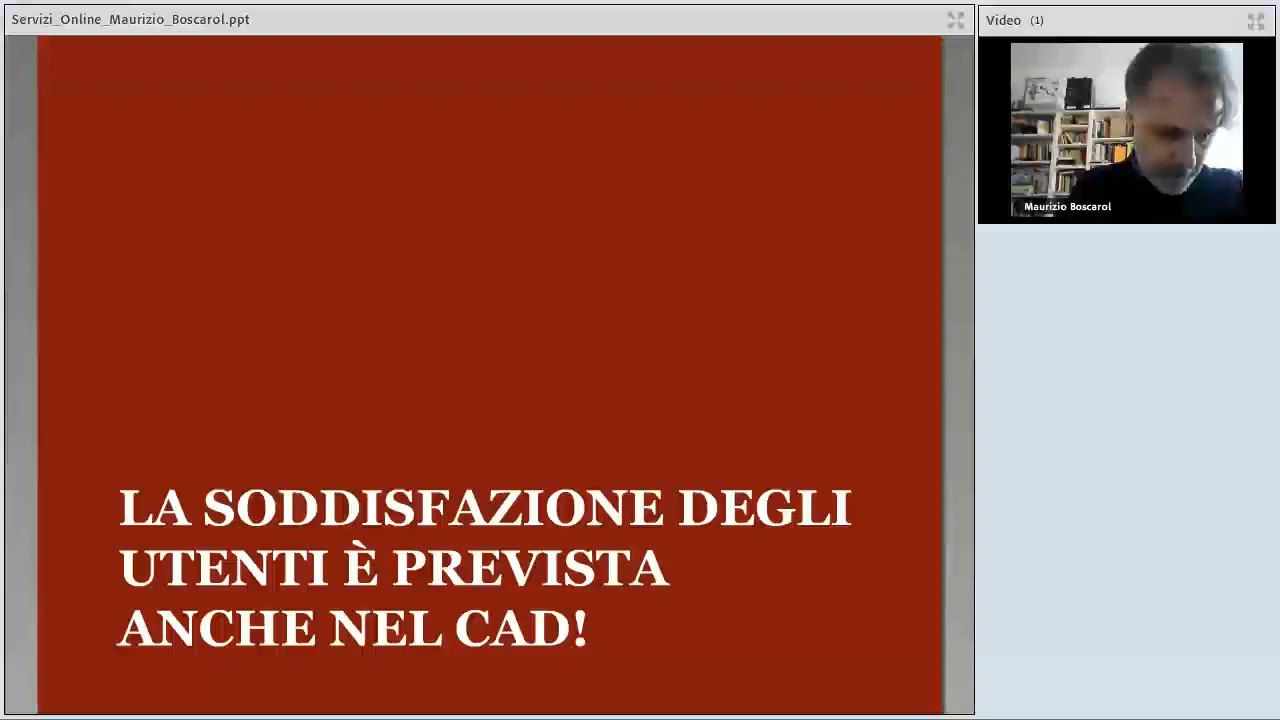 Servizi_Online_Maurizio_Boscarol.ppt
Video (1)
Maurizio Boscarol
LA SODDISFAZIONE DEGLI
UTENTI È PREVISTA
ANCHE NEL CAD!